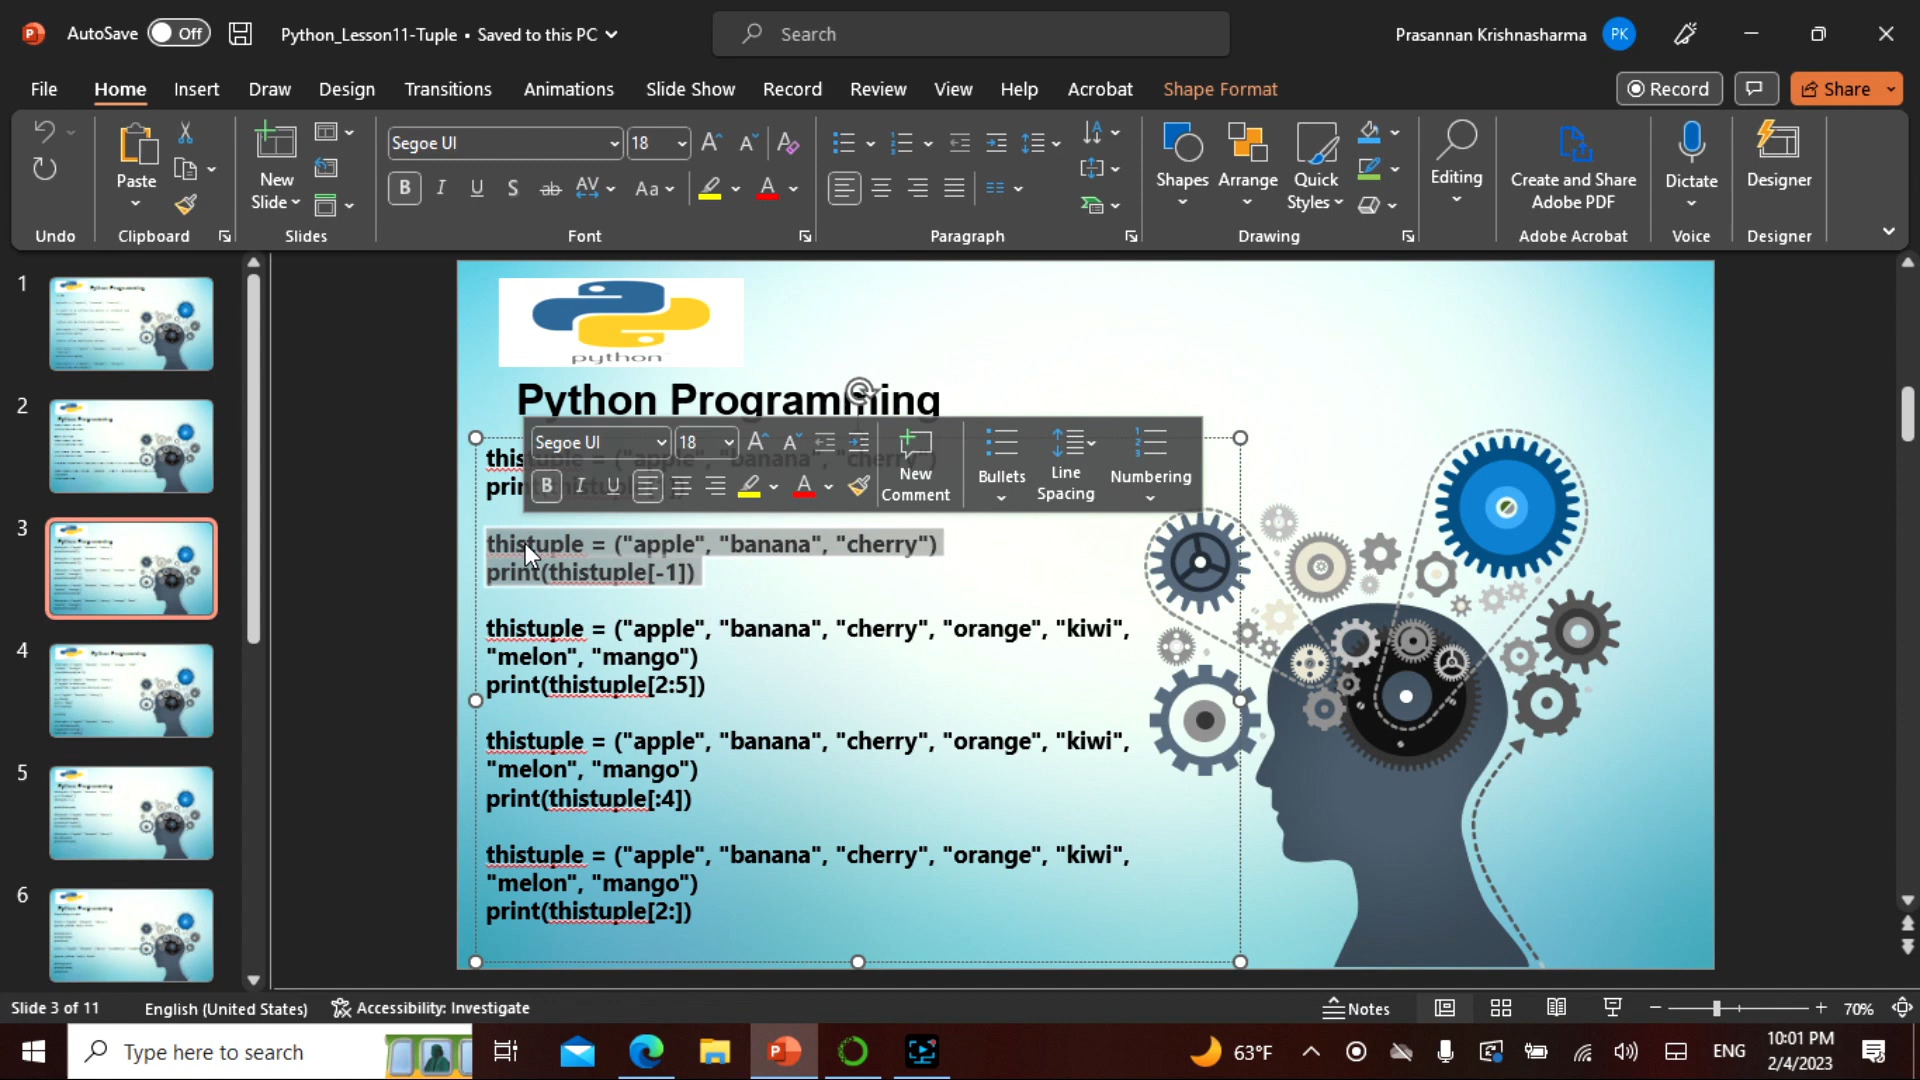 AutoSave Off Python_Lesson11-Tuple • Saved to this PC Search Prasannan Krishnasharma PK
File Home Insert Draw Design Transitions Animations Slide Show Record Review View Help Acrobat Shape Format Record Share
Paste
New
Slide
Segoe UI 18
Shapes Arrange Quick
Styles
Editing
Create and Share
Adobe PDF
Dictate
Designer
Undo Clipboard Slides Font Paragraph Drawing Adobe Acrobat Voice Designer
1
2
3
4
5
6
python
Python Programming
Segoe UI 18
New
Comment
Bullets
Line
Spacing
Numbering
thistuple = ("apple", "banana", "cherry")
print(thistuple[-1])
thistuple = ("apple", "banana", "cherry", "orange", "kiwi",
"melon", "mango")
print(thistuple[2:5])
thistuple = ("apple", "banana", "cherry", "orange", "kiwi",
"melon", "mango")
print(thistuple[:4])
thistuple = ("apple", "banana", "cherry", "orange", "kiwi",
"melon", "mango")
print(thistuple[2:])
Slide 3 of 11 English (United States) Accessibility: Investigate Notes 70%
Type here to search 63°F ENG 10:01 PM
2/4/2023